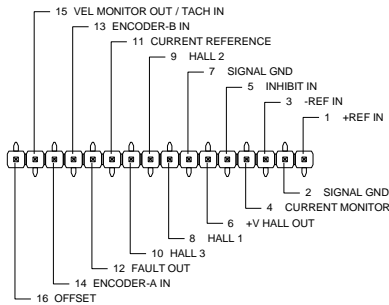 15 VEL MONITOR OUT / TACH IN
13 ENCODER-B IN
11 CURRENT REFERENCE
9 HALL 2
7 SIGNAL GND
5 INHIBIT IN
3 -REF IN
1 +REF IN
2 SIGNAL GND
4 CURRENT MONITOR
6 +V HALL OUT
8 HALL 1
10 HALL 3
12 FAULT OUT
14 ENCODER-A IN
16 OFFSET